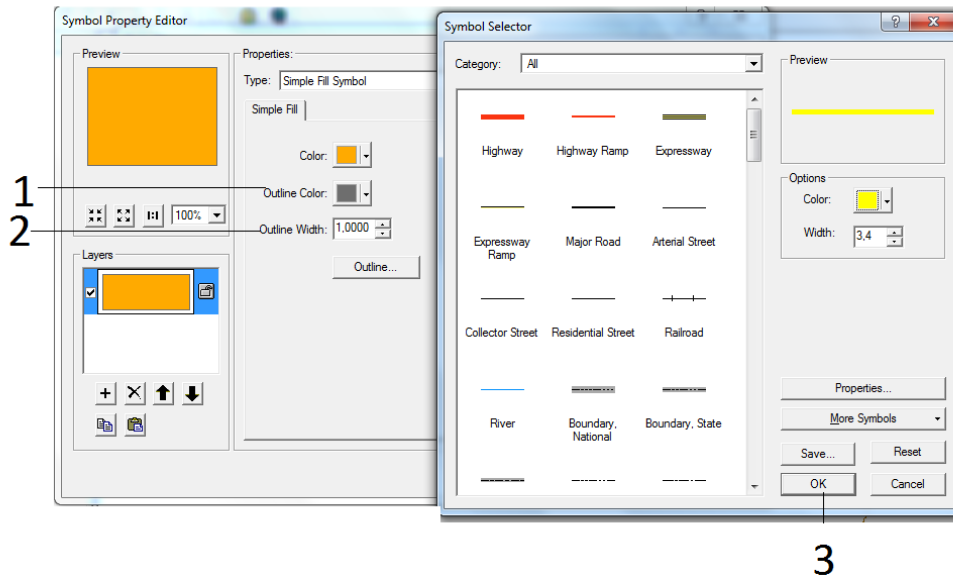 Symbol Property Editor
Preview
100%
Layers
Properties:
Type: Simple Fill Symbol
Simple Fill
Color:
1
Outline Color:
2
Outline Width: 1,0000
Outline...
Symbol Selector
Category: All
Highway Highway Ramp Expressway
Expressway Ramp Major Road Arterial Street
Collector Street Residential Street Railroad
River Boundary, National Boundary, State
Preview
Options
Color:
Width: 3,4
Properties...
More Symbols
Save... Reset
OK Cancel
3